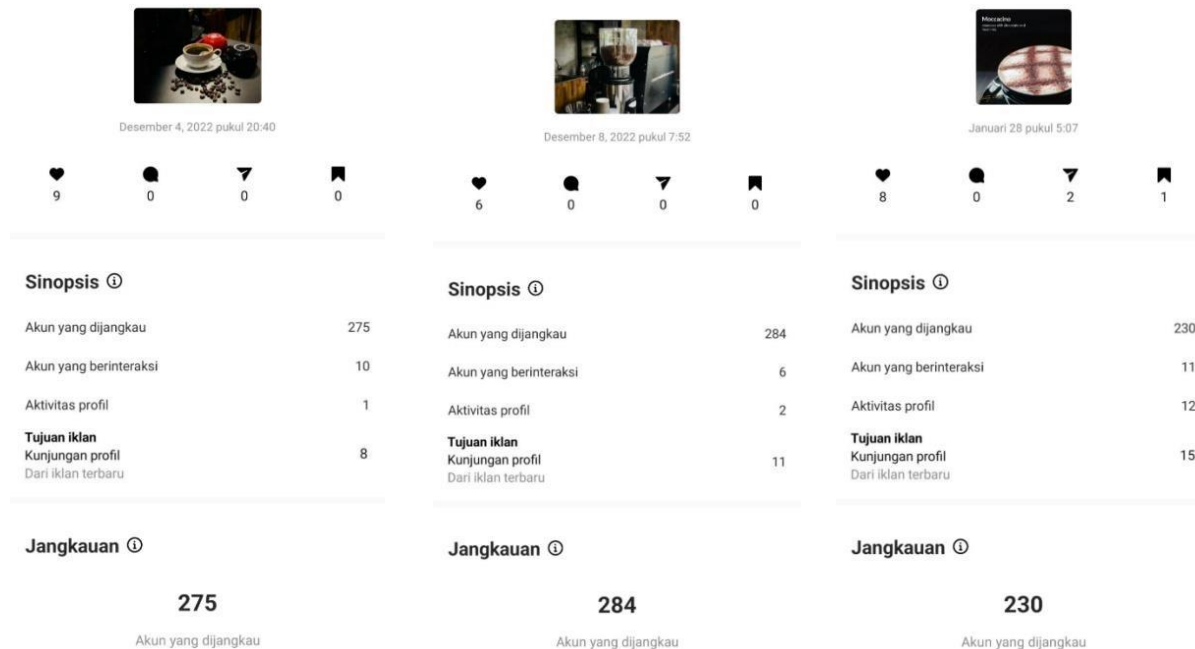 Desember 4, 2022 pukul 20:40
9 0 0 0
Sinopsis
Akun yang dijangkau 275
Akun yang berinteraksi 10
Aktivitas profil 1
Tujuan iklan
Kunjungan profil 8
Dari iklan terbaru
Jangkauan
275
Akun yang dijangkau
Desember 8, 2022 pukul 7:52
6 0 0 0
Sinopsis
Akun yang dijangkau 284
Akun yang berinteraksi 6
Aktivitas profil 2
Tujuan iklan
Kunjungan profil 11
Dari iklan terbaru
Jangkauan
284
Akun yang dijangkau
Moccacino
Januari 28 pukul 5:07
8 0 2 1
Sinopsis
Akun yang dijangkau 230
Akun yang berinteraksi 11
Aktivitas profil 12
Tujuan iklan
Kunjungan profil 15
Dari iklan terbaru
Jangkauan
230
Akun yang dijangkau